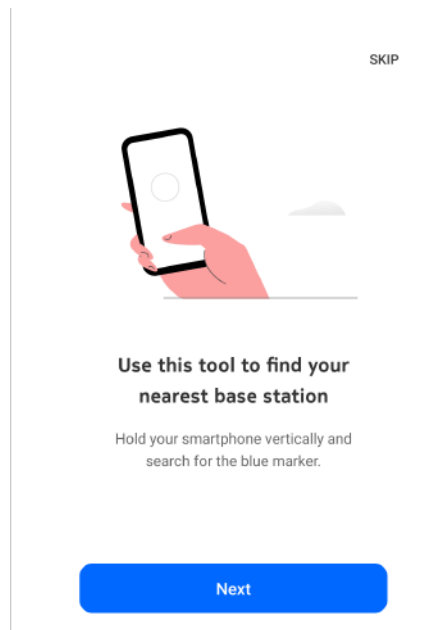 SKIP
Use this tool to find your
nearest base station
Hold your smartphone vertically and
search for the blue marker.
Next